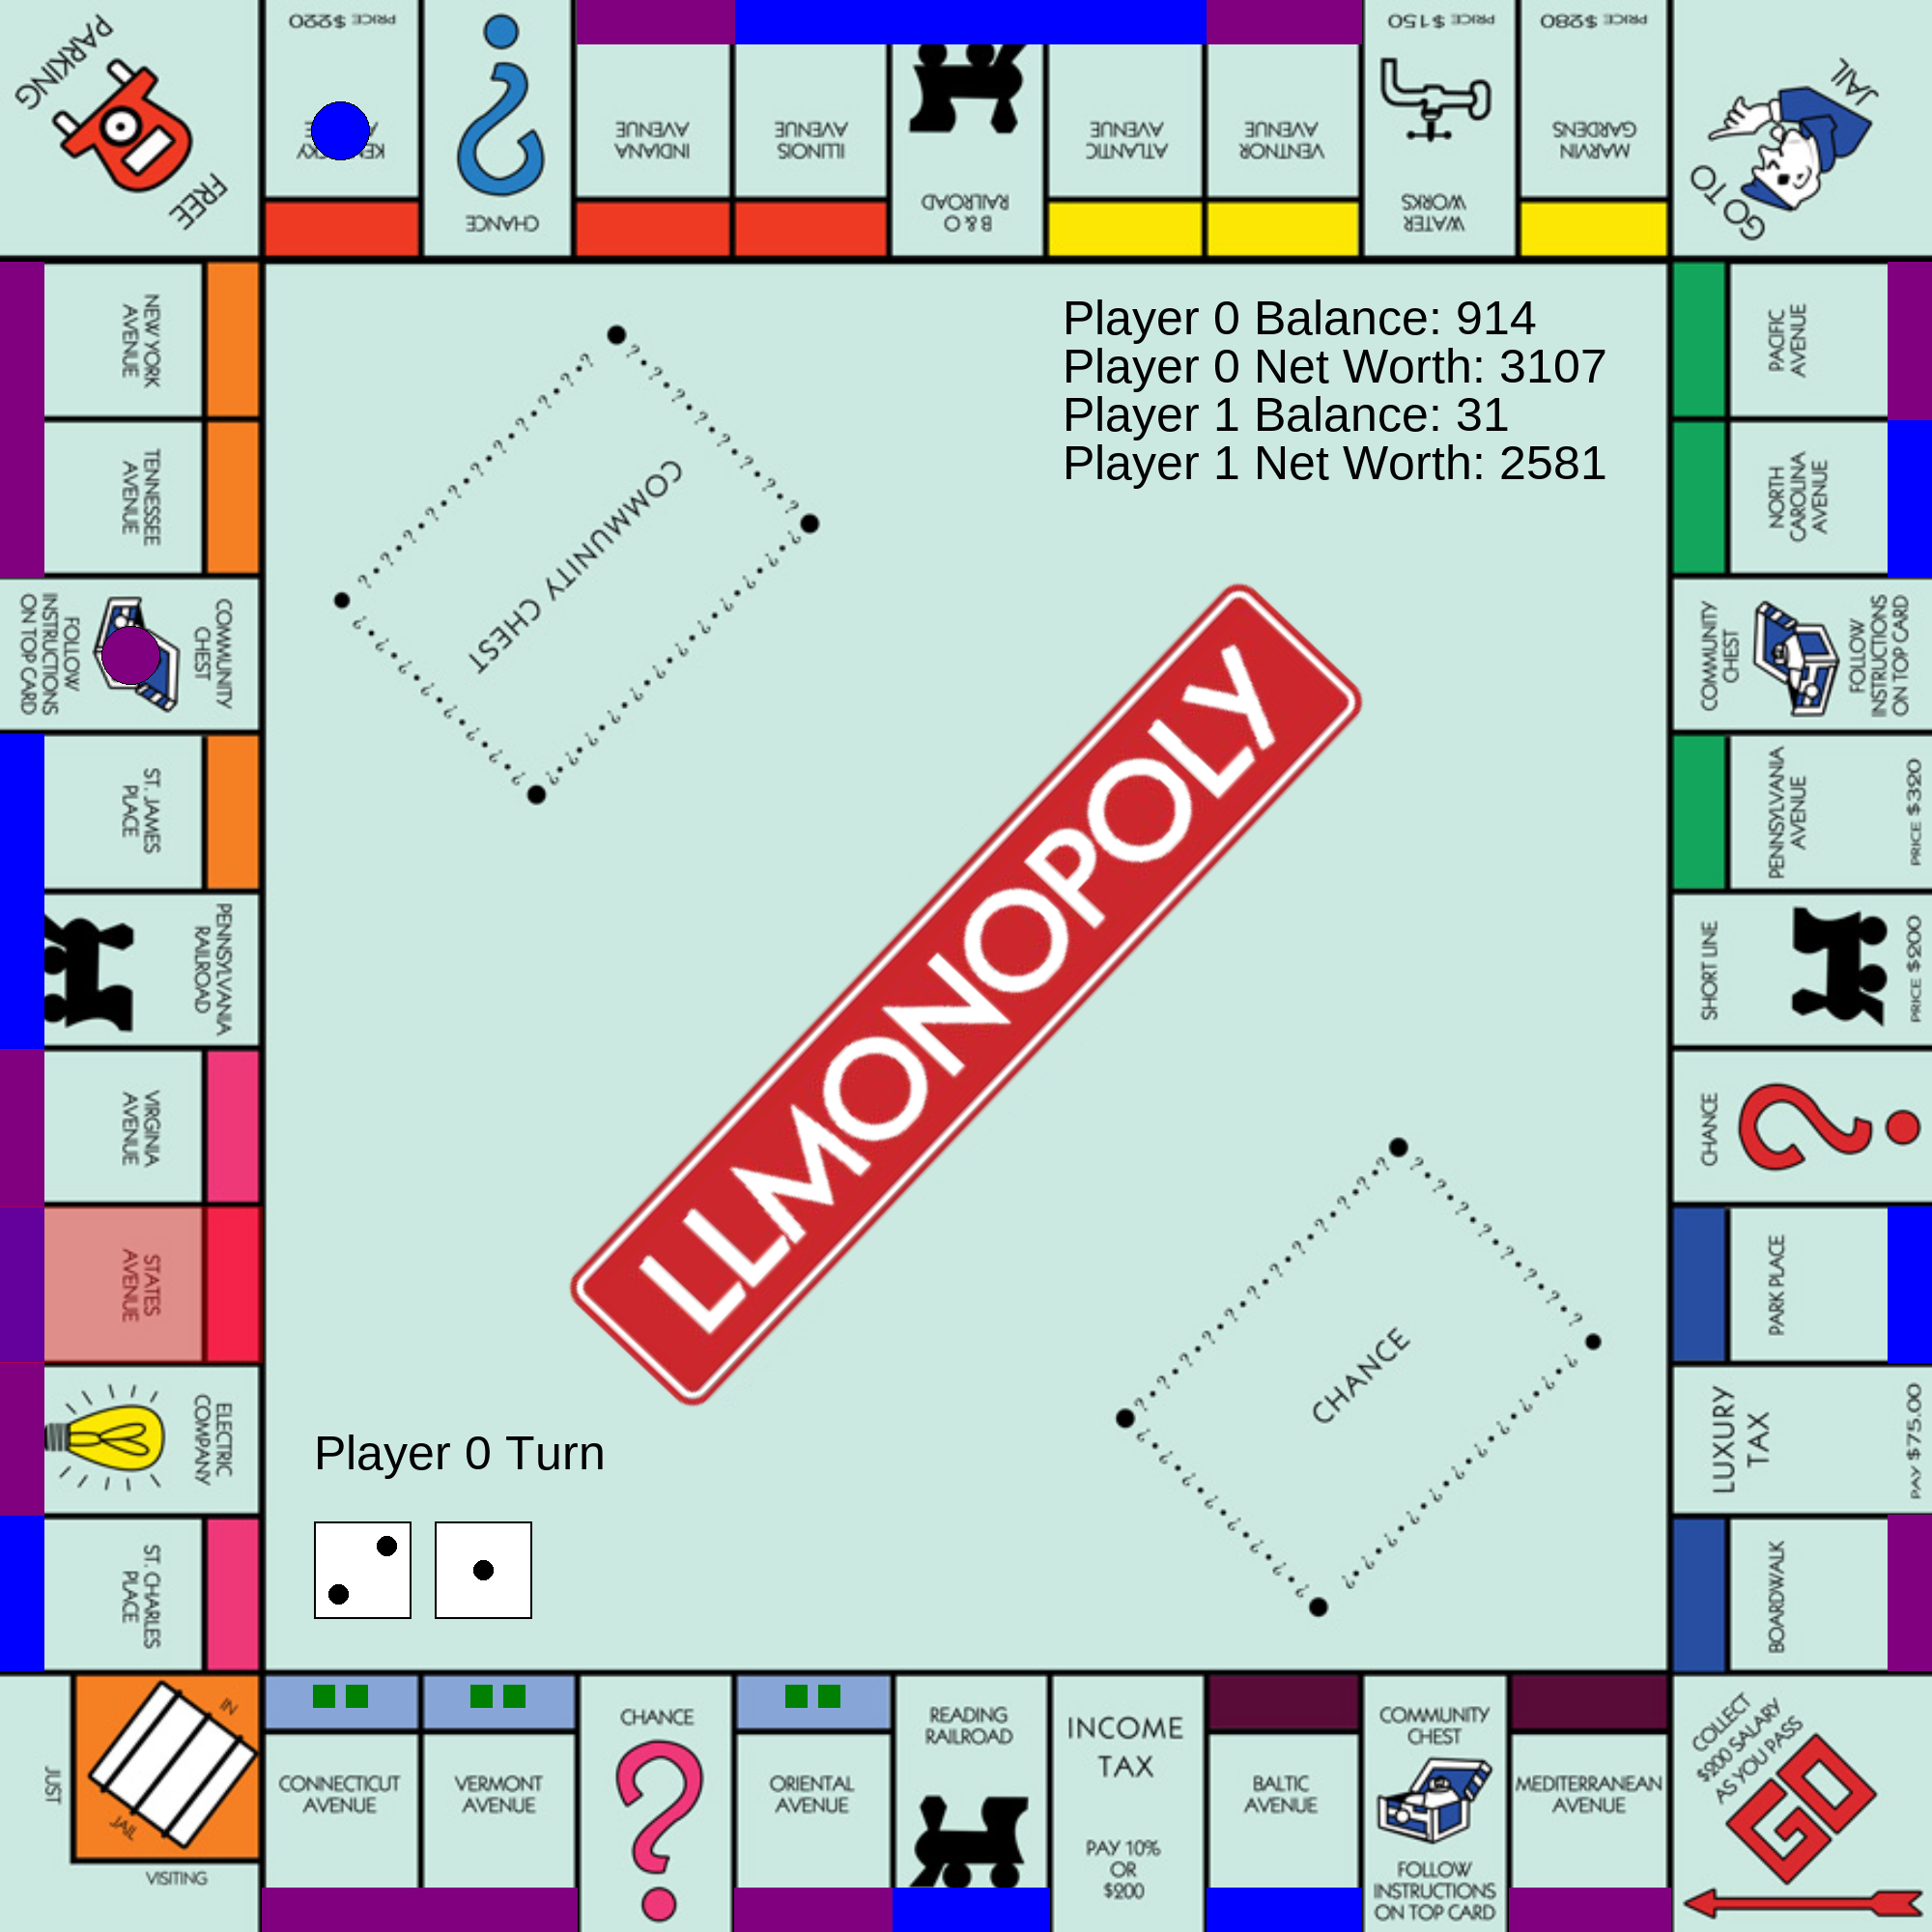 PARKING
FREE
PRICE $220
KENTUCKY
CHANCE
INDIANA
AVENUE
ILLINOIS
AVENUE
B & O
RAILROAD
ATLANTIC
AVENUE
VENTNOR
AVENUE
PRICE $150
WATER
WORKS
PRICE $280
MARVIN
GARDENS
GO TO
JAIL
NEW YORK
AVENUE
TENNESSEE
AVENUE
COMMUNITY
CHEST
FOLLOW
INSTRUCTIONS
ON TOP CARD
ST. JAMES
PLACE
PENNSYLVANIA
RAILROAD
VIRGINIA
AVENUE
STATES
AVENUE
ELECTRIC
COMPANY
ST. CHARLES
PLACE
Player 0 Balance: 914
Player 0 Net Worth: 3107
Player 1 Balance: 31
Player 1 Net Worth: 2581
COMMUNITY CHEST
LLMONOPOLY
CHANCE
Player 0 Turn
PACIFIC
AVENUE
NORTH
CAROLINA
AVENUE
COMMUNITY
CHEST
FOLLOW
INSTRUCTIONS
ON TOP CARD
PENNSYLVANIA
AVENUE
PRICE $320
SHORT LINE
PRICE $200
CHANCE
PARK PLACE
LUXURY
TAX
PAY $75.00
BOARDWALK
JUST
VISITING
IN
JAIL
CONNECTICUT
AVENUE
VERMONT
AVENUE
CHANCE
ORIENTAL
AVENUE
READING
RAILROAD
INCOME
TAX
PAY 10%
OR
$200
BALTIC
AVENUE
COMMUNITY
CHEST
FOLLOW
INSTRUCTIONS
ON TOP CARD
MEDITERRANEAN
AVENUE
COLLECT
$200 SALARY
AS YOU PASS
GO